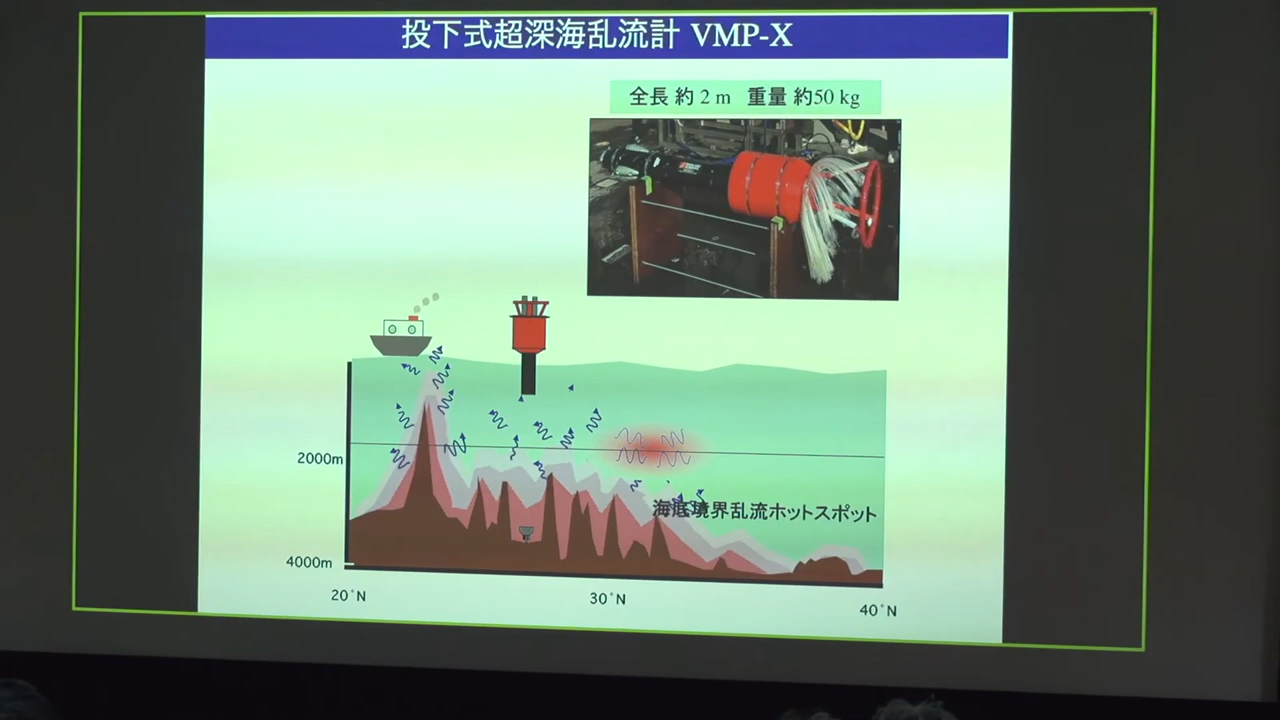 投下式超深海乱流計 VMP-X
全長 約 2 m 重量 約50 kg
2000m
海底境界乱流ホットスポット
4000m
20°N
30°N
40°N